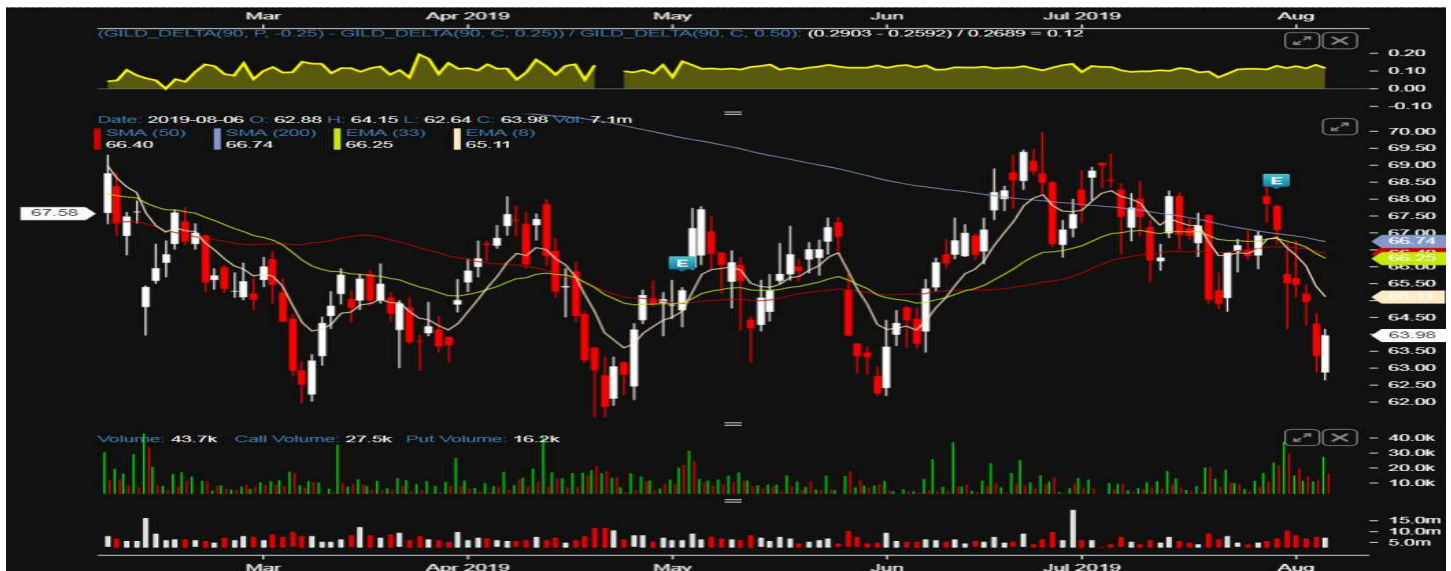 Mar Apr 2019 May Jun Jul 2019 Aug
(GILD_DELTA(90, P, -0.25) - GILD_DELTA(90, C, 0.25)) / GILD_DELTA(90, C, 0.50): (0.2903 - 0.2592) / 0.2689 = 0.12
0.20
0.10
0.00
-0.10
Date: 2019-08-06 O: 62.88 H: 64.15 L: 62.64 C: 63.98 Vol: 7.1m
SMA (50) SMA (200) EMA (33) EMA (8)
66.40 66.74 66.25 65.11
70.00
69.50
69.00
68.50
E
68.00
67.58
67.50
67.00
66.74
66.25
E
66.00
65.50
64.50
63.98
63.50
63.00
62.50
62.00
Volume: 43.7k Call Volume: 27.5k Put Volume: 16.2k
40.0k
30.0k
20.0k
10.0k
15.0m
5.0m
Mar Apr 2019 May Jun Jul 2019 Aug